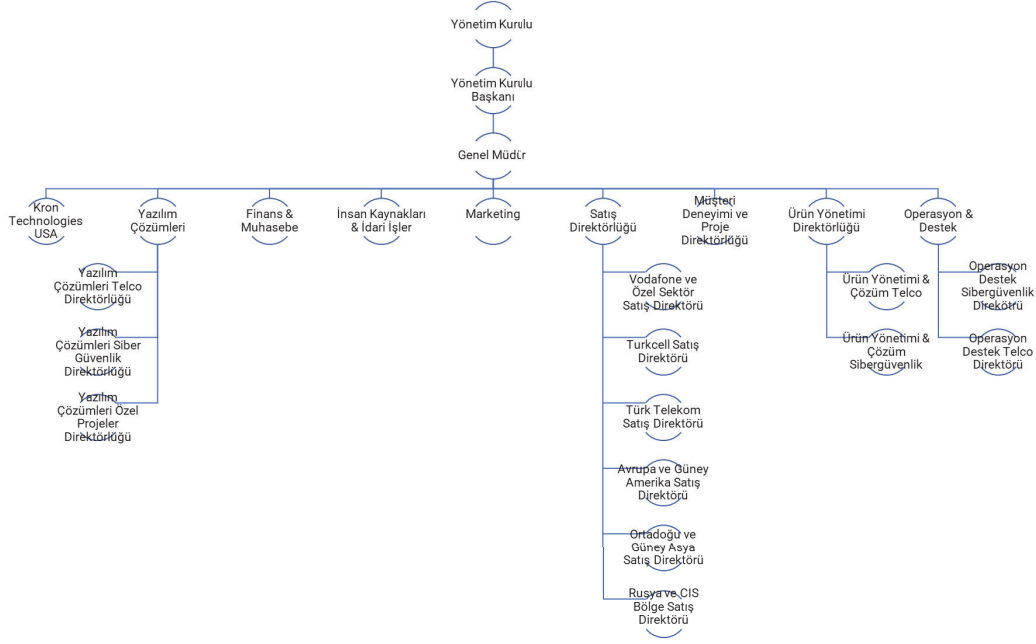 Yönetim Kurulu
Yönetim Kurulu
Başkanı
Genel Müdür
Kron
Technologies
USA
Yazılım
Çözümleri
Finans &
Muhasebe
İnsan Kaynakları
& İdari İşler
Marketing
Satış
Direktörlüğü
Müşteri
Deneyimi ve
Proje
Direktörlüğü
Ürün Yönetimi
Direktörlüğü
Operasyon &
Destek
Yazılım
Çözümleri Telco
Direktörlüğü
Yazılım
Çözümleri Siber
Güvenlik
Direktörlüğü
Yazılım
Çözümleri Özel
Projeler
Direktörlüğü
Vodafone ve
Özel Sektör
Satış Direktörü
Turkcell Satış
Direktörü
Türk Telekom
Satış Direktörü
Avrupa ve Güney
Amerika Satış
Direktörü
Ortadoğu ve
Güney Asya
Satış Direktörü
Rusya ve CIS
Bölge Satış
Direktörü
Ürün Yönetimi &
Çözüm Telco
Ürün Yönetimi &
Çözüm
Sibergüvenlik
Operasyon
Destek
Sibergüvenlik
Direkötrü
Operasyon
Destek Telco
Direktörü